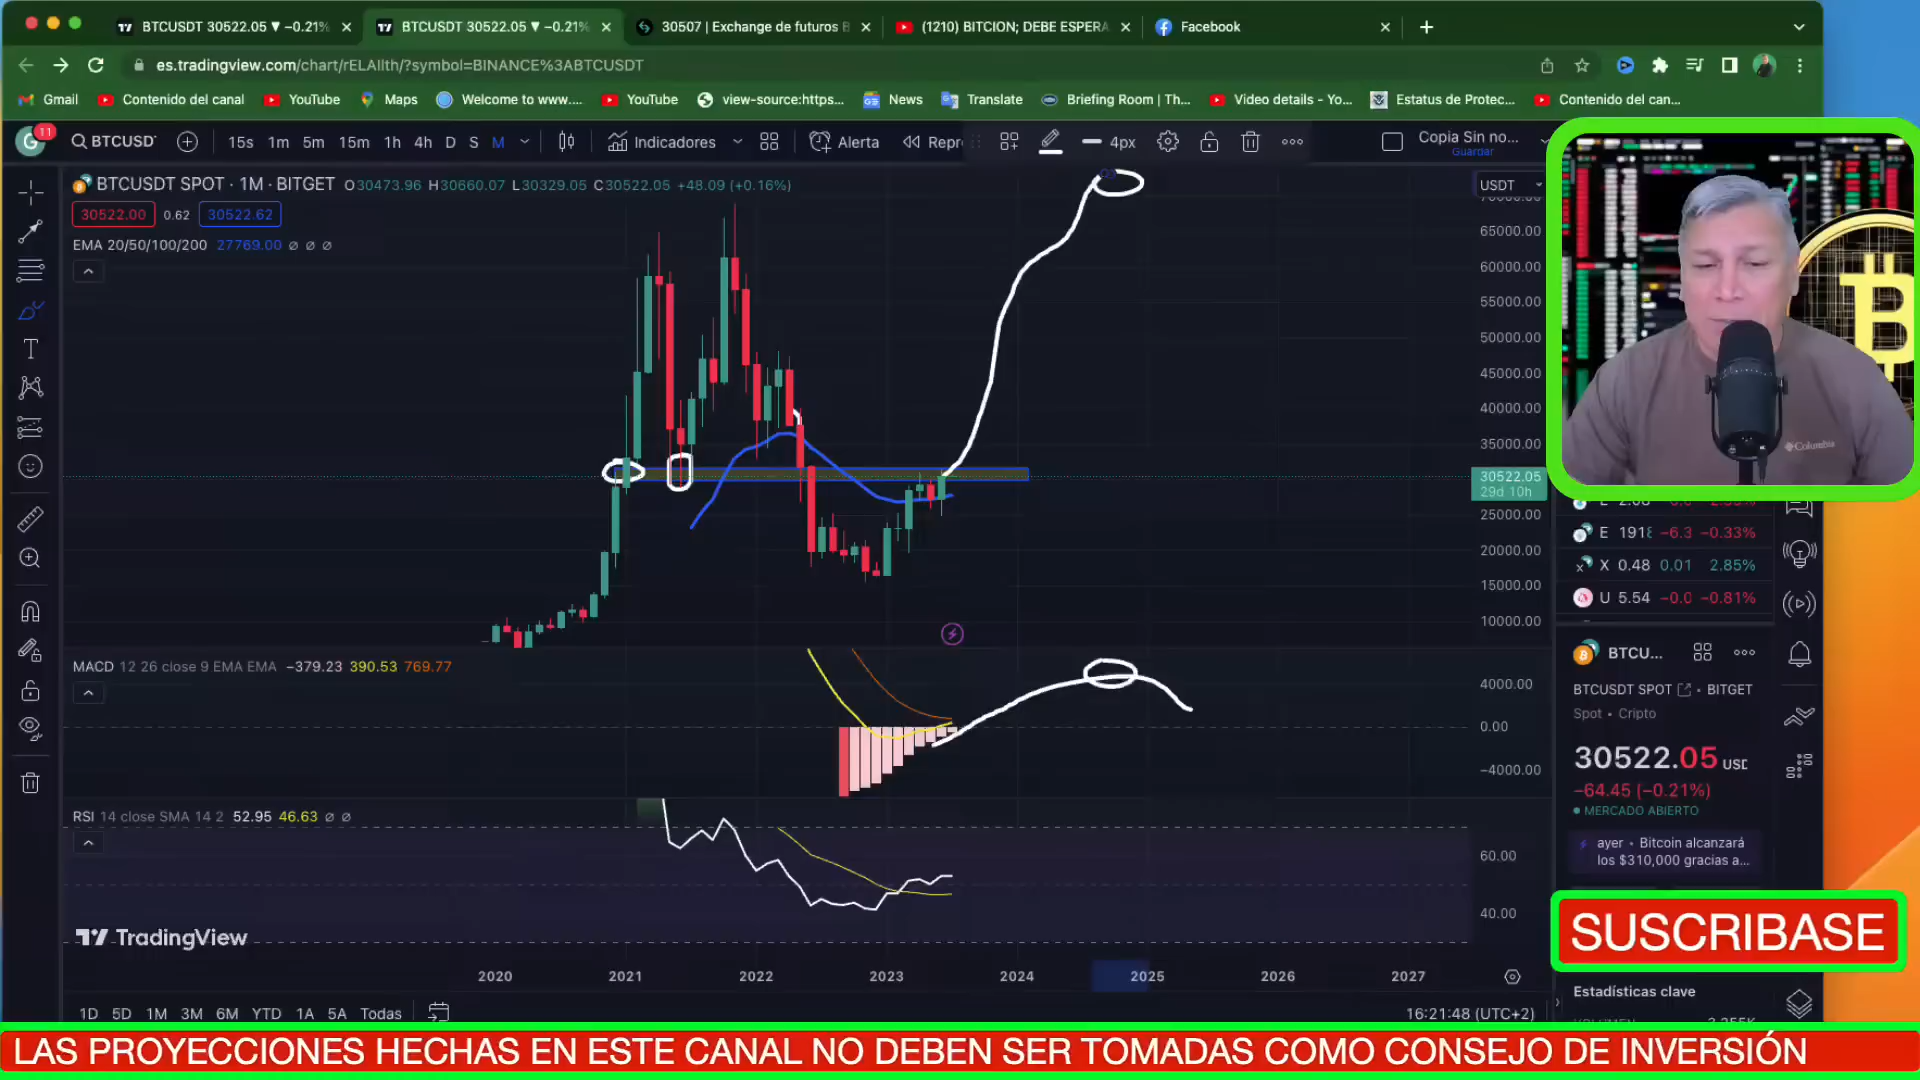 BTCUSDT 30522.05 ▼ −0.21%
BTCUSDT 30522.05 ▼ −0.21%
30507 | Exchange de futuros B
(1210) BITCION; DEBE ESPERA
Facebook
es.tradingview.com/chart/rELAIlth/?symbol=BINANCE%3ABTCUSDT
Gmail
Contenido del canal
YouTube
Maps
Welcome to www....
YouTube
view-source:https...
News
Translate
Briefing Room | Th...
Video details - Yo...
Estatus de Protec...
Contenido del can...
G 11
BTCUSDT
15s 1m 5m 15m 1h 4h D S M
Indicadores
Alerta
Repr
4px
Copia Sin no...
Guardar
BTCUSDT SPOT · 1M · BITGET O30473.96 H30660.07 L30329.05 C30522.05 +48.09 (+0.16%)
USDT
30522.00 0.62 30522.62
EMA 20/50/100/200 27769.00 ∅ ∅ ∅
70000.00
65000.00
60000.00
55000.00
50000.00
45000.00
40000.00
35000.00
30522.05
29d 10h
25000.00
20000.00
15000.00
10000.00
MACD 12 26 close 9 EMA EMA −379.23 390.53 769.77
4000.00
0.00
−4000.00
RSI 14 close SMA 14 2 52.95 46.63 ∅ ∅
60.00
40.00
TradingView
2020 2021 2022 2023 2024 2025 2026 2027
1D 5D 1M 3M 6M YTD 1A 5A Todas
16:21:48 (UTC+2)
Columbia
E 1918 −6.3 −0.33%
X 0.48 0.01 2.85%
U 5.54 −0.0 −0.81%
BTCU...
BTCUSDT SPOT • BITGET
Spot • Cripto
30522.05 USD
−64.45 (−0.21%)
MERCADO ABIERTO
ayer • Bitcoin alcanzará
los $310,000 gracias a...
SUSCRIBASE
Estadísticas clave
LAS PROYECCIONES HECHAS EN ESTE CANAL NO DEBEN SER TOMADAS COMO CONSEJO DE INVERSIÓN